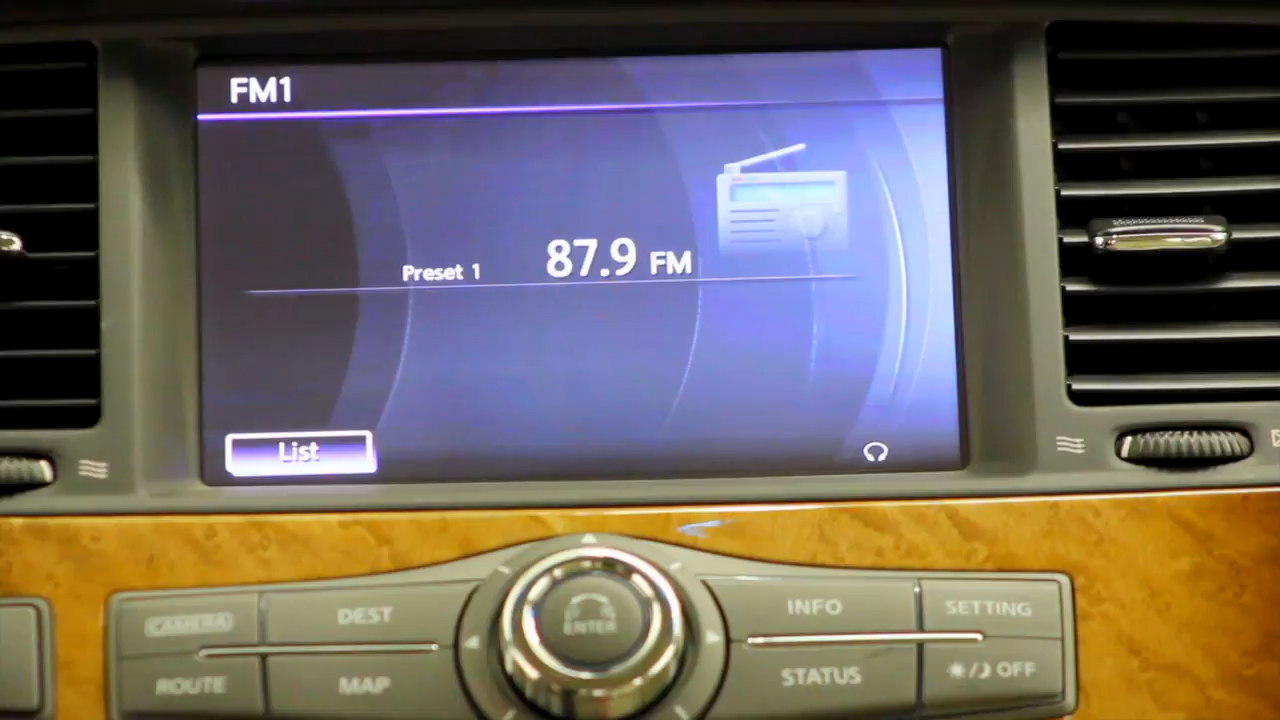 FM1
Preset 1 87.9 FM
List
CAMERA DEST INFO SETTING
ENTER
ROUTE MAP STATUS OFF